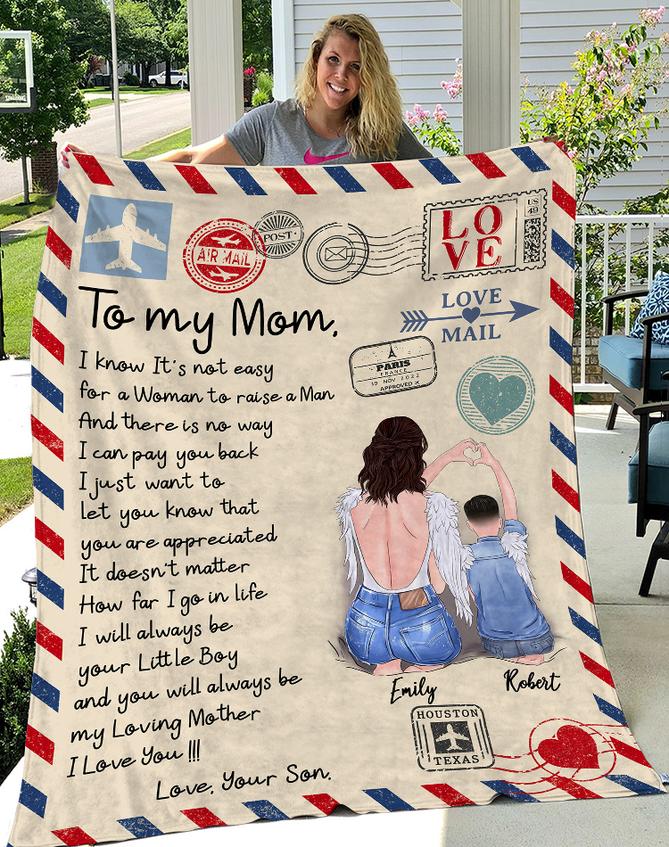 AIR MAIL
POST
LOVE
US
49
To my Mom,
LOVE
MAIL
PARIS
FRANCE
10 NOV 2022
APPROVED
I know It's not easy
for a Woman to raise a Man
And there is no way
I can pay you back
I just want to
let you know that
you are appreciated
It doesn't matter
How far I go in life
I will always be
your Little Boy
and you will always be
my Loving Mother
I Love You !!!
Love, Your Son.
Emily
Robert
HOUSTON
TEXAS